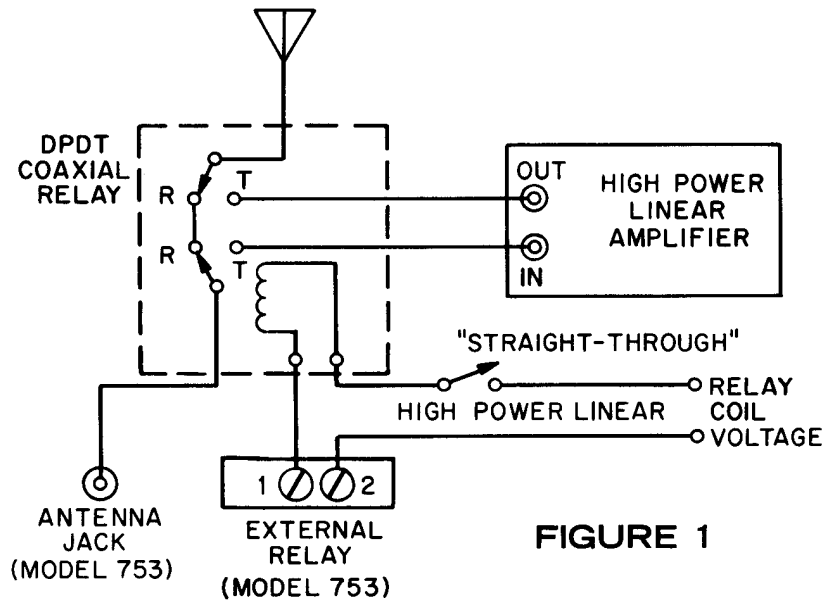 DPDT
COAXIAL
RELAY
R
T
R
T
OUT
IN
HIGH POWER
LINEAR
AMPLIFIER
"STRAIGHT-THROUGH"
HIGH POWER LINEAR
RELAY
COIL
VOLTAGE
1
2
ANTENNA
JACK
(MODEL 753)
EXTERNAL
RELAY
(MODEL 753)
FIGURE 1